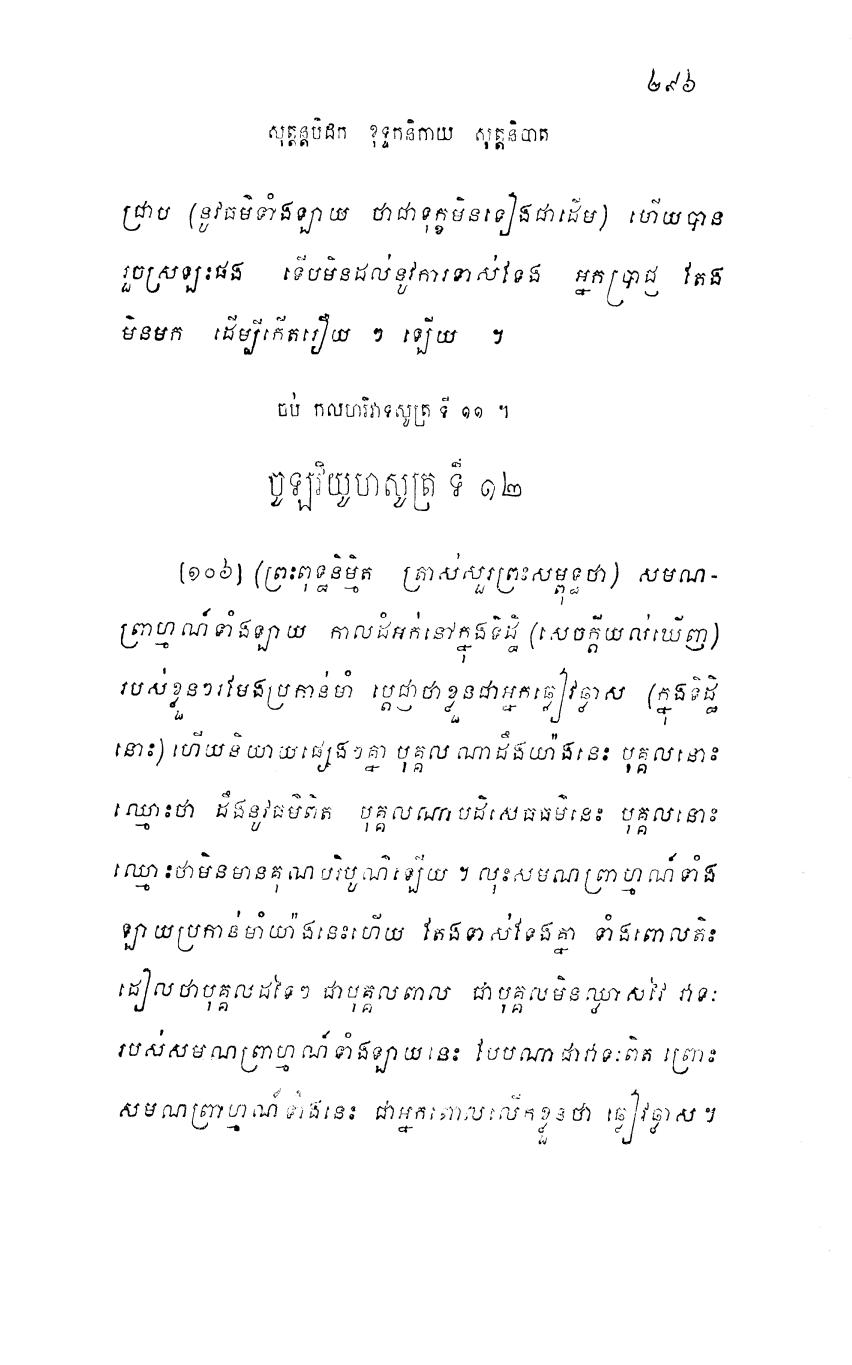 ២៩៦
សុត្តន្តបិដក ខុទ្ទកនិកាយ សុត្តនិបាត
ជ្រាប (នូវធម៌ទាំងឡាយ ថាជាទុក្ខមិនទៀងជាដើម) ហើយបាន
រួចស្រឡះផង ទើបមិនដល់នូវការទាស់ទែង អ្នកប្រាជ្ញ តែង
មិនមក ដើម្បីកើតរឿយ ៗ ឡើយ ។
ចប់ កលហវិវាទសូត្រ ទី ១១ ។
ចូឡវិយូហសូត្រ ទី ១២
[១០៦] (ព្រះពុទ្ធនិម្មិត ត្រាស់សួរព្រះសម្ពុទ្ធថា) សមណ-
ព្រាហ្មណ៍ទាំងឡាយ កាលដំអក់នៅក្នុងទិដ្ឋិ (សេចក្តីយល់ឃើញ)
របស់ខ្លួនៗរមែងប្រកាន់មាំ ប្តេជ្ញាថាខ្លួនជាអ្នកឆ្លៀវឆ្លាស (ក្នុងទិដ្ឋិ
នោះ) ហើយនិយាយផ្សេងៗគ្នា បុគ្គលណាដឹងយ៉ាងនេះ បុគ្គលនោះ
ឈ្មោះថា ដឹងនូវធម៌ពិត បុគ្គលណាបដិសេធធម៌នេះ បុគ្គលនោះ
ឈ្មោះថាមិនមានគុណបរិបូណ៌ឡើយ ។ លុះសមណព្រាហ្មណ៍ទាំង
ឡាយប្រកាន់មាំយ៉ាងនេះហើយ តែងទាស់ទែងគ្នា ទាំងពោលតិះ
ដៀលថាបុគ្គលដទៃៗ ជាបុគ្គលពាល ជាបុគ្គលមិនឈ្លាសវៃ វាទៈ
របស់សមណព្រាហ្មណ៍ទាំងឡាយនេះ បែបណាជាវាទៈពិត ព្រោះ
សមណព្រាហ្មណ៍ទាំងនេះ ជាអ្នកពោលលើកខ្លួនថា ឆ្លៀវឆ្លាស ។